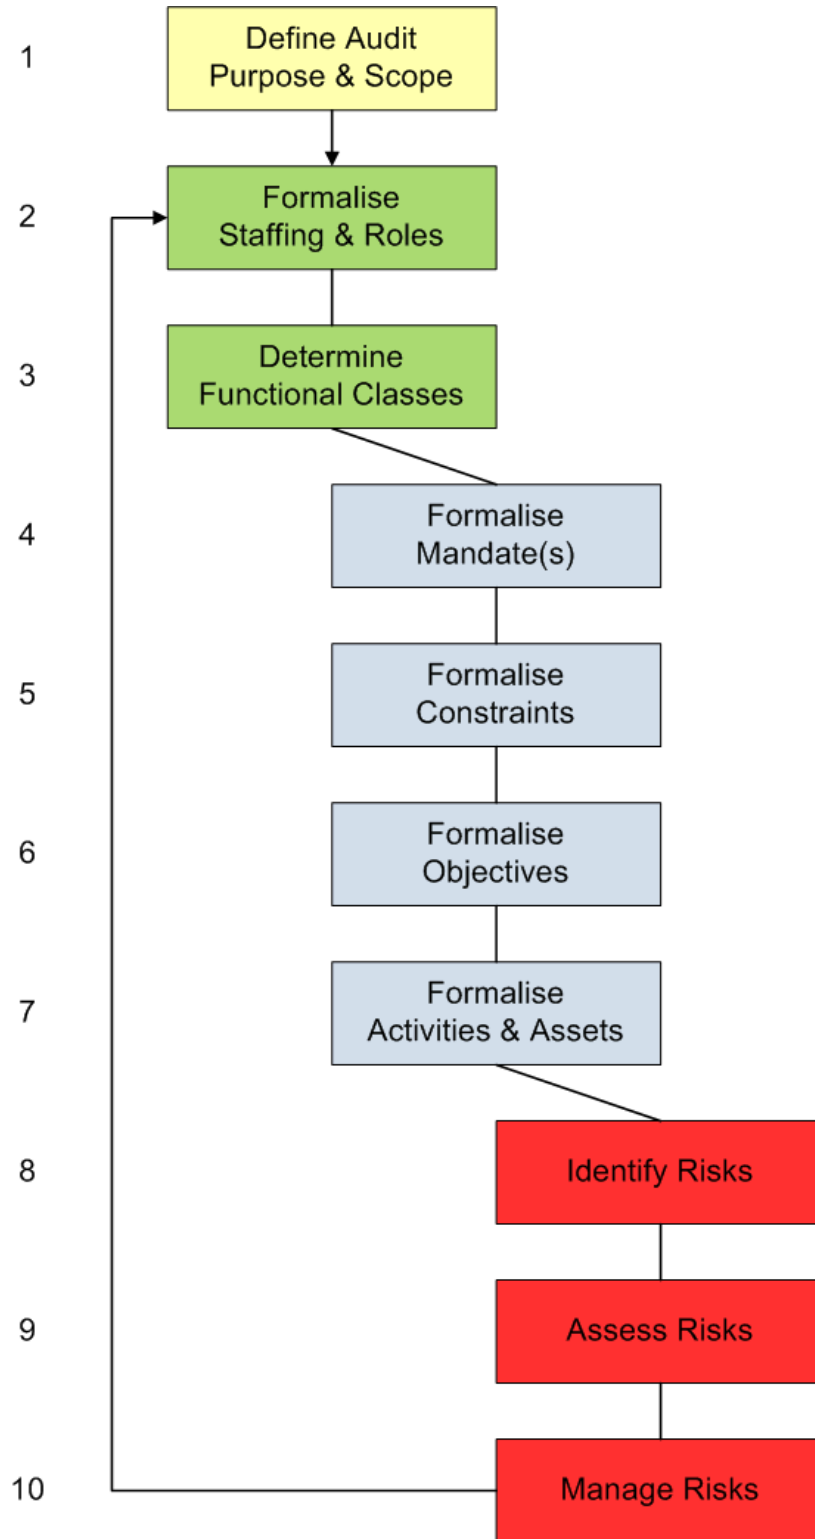 1
Define Audit
Purpose & Scope
2
Formalise
Staffing & Roles
3
Determine
Functional Classes
4
Formalise
Mandate(s)
5
Formalise
Constraints
6
Formalise
Objectives
7
Formalise
Activities & Assets
8
Identify Risks
9
Assess Risks
10
Manage Risks